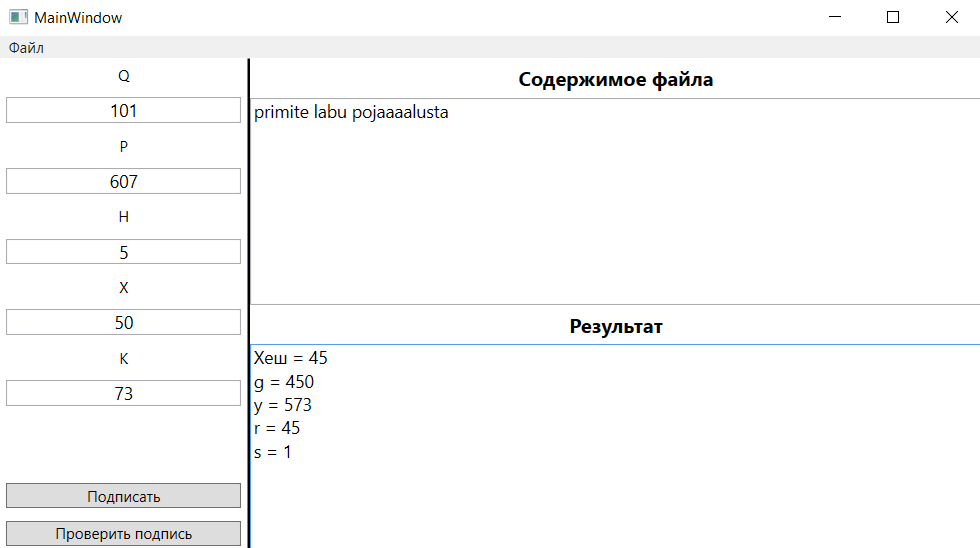 MainWindow
Файл
Q
101
P
607
H
5
X
50
K
73
Подписать
Проверить подпись
Содержимое файла
primite labu pojaaaalusta
Результат
Хеш = 45
g = 450
y = 573
r = 45
s = 1